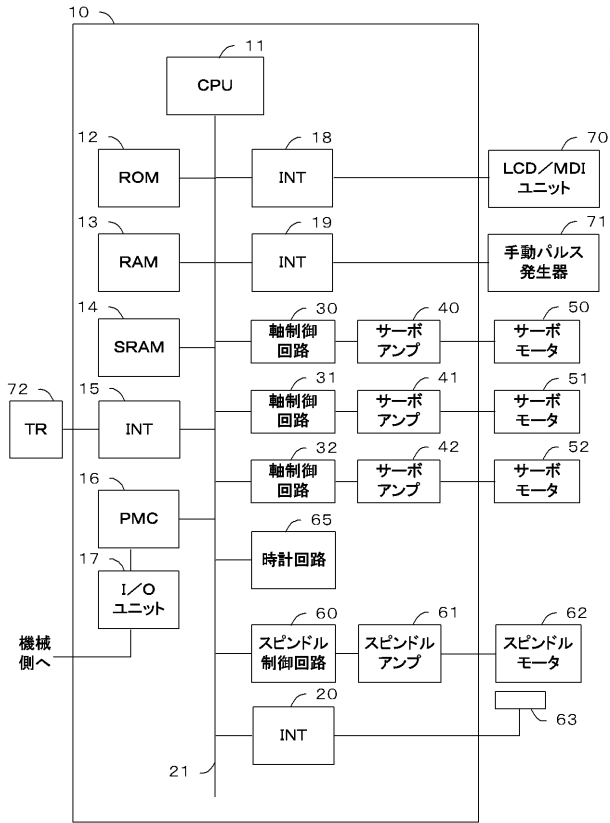 10
11
CPU
12
ROM
18
INT
70
LCD／MDI
ユニット
13
RAM
19
INT
71
手動パルス
発生器
14
SRAM
30
軸制御
回路
40
サーボ
アンプ
50
サーボ
モータ
72
TR
15
INT
31
軸制御
回路
41
サーボ
アンプ
51
サーボ
モータ
32
軸制御
回路
42
サーボ
アンプ
52
サーボ
モータ
16
PMC
65
時計回路
17
I／O
ユニット
機械
側へ
60
スピンドル
制御回路
61
スピンドル
アンプ
62
スピンドル
モータ
20
INT
63
21